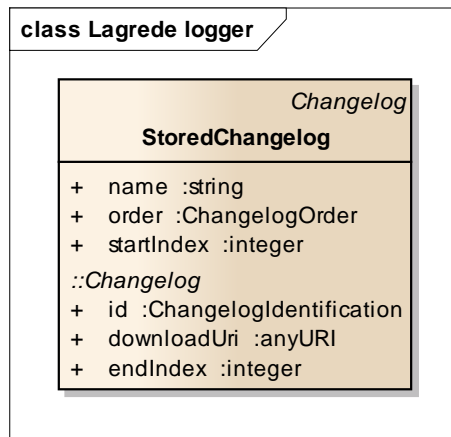 class Lagrede logger
Changelog
StoredChangelog
+ name :string
+ order :ChangelogOrder
+ startIndex :integer
::Changelog
+ id :ChangelogIdentification
+ downloadUri :anyURI
+ endIndex :integer